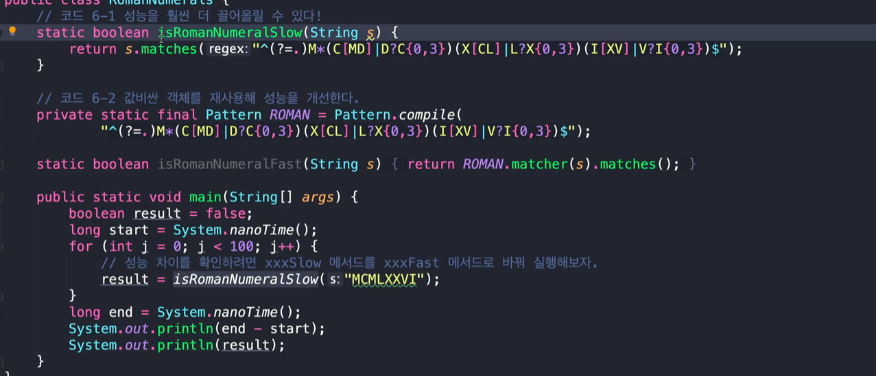 public class RomanNumerals {
// 코드 6-1 성능을 훨씬 더 끌어올릴 수 있다!
static boolean isRomanNumeralSlow(String s) {
return s.matches( regex: "^(?=.)M*(C[MD]|D?C{0,3})(X[CL]|L?X{0,3})(I[XV]|V?I{0,3})$");
}
// 코드 6-2 값비싼 객체를 재사용해 성능을 개선한다.
private static final Pattern ROMAN = Pattern.compile(
"^(?=.)M*(C[MD]|D?C{0,3})(X[CL]|L?X{0,3})(I[XV]|V?I{0,3})$");
static boolean isRomanNumeralFast(String s) { return ROMAN.matcher(s).matches(); }
public static void main(String[] args) {
boolean result = false;
long start = System.nanoTime();
for (int j = 0; j < 100; j++) {
// 성능 차이를 확인하려면 xxxSlow 메서드를 xxxFast 메서드로 바꿔 실행해보자.
result = isRomanNumeralSlow( s: "MCMLXXVI");
}
long end = System.nanoTime();
System.out.println(end - start);
System.out.println(result);
}
}